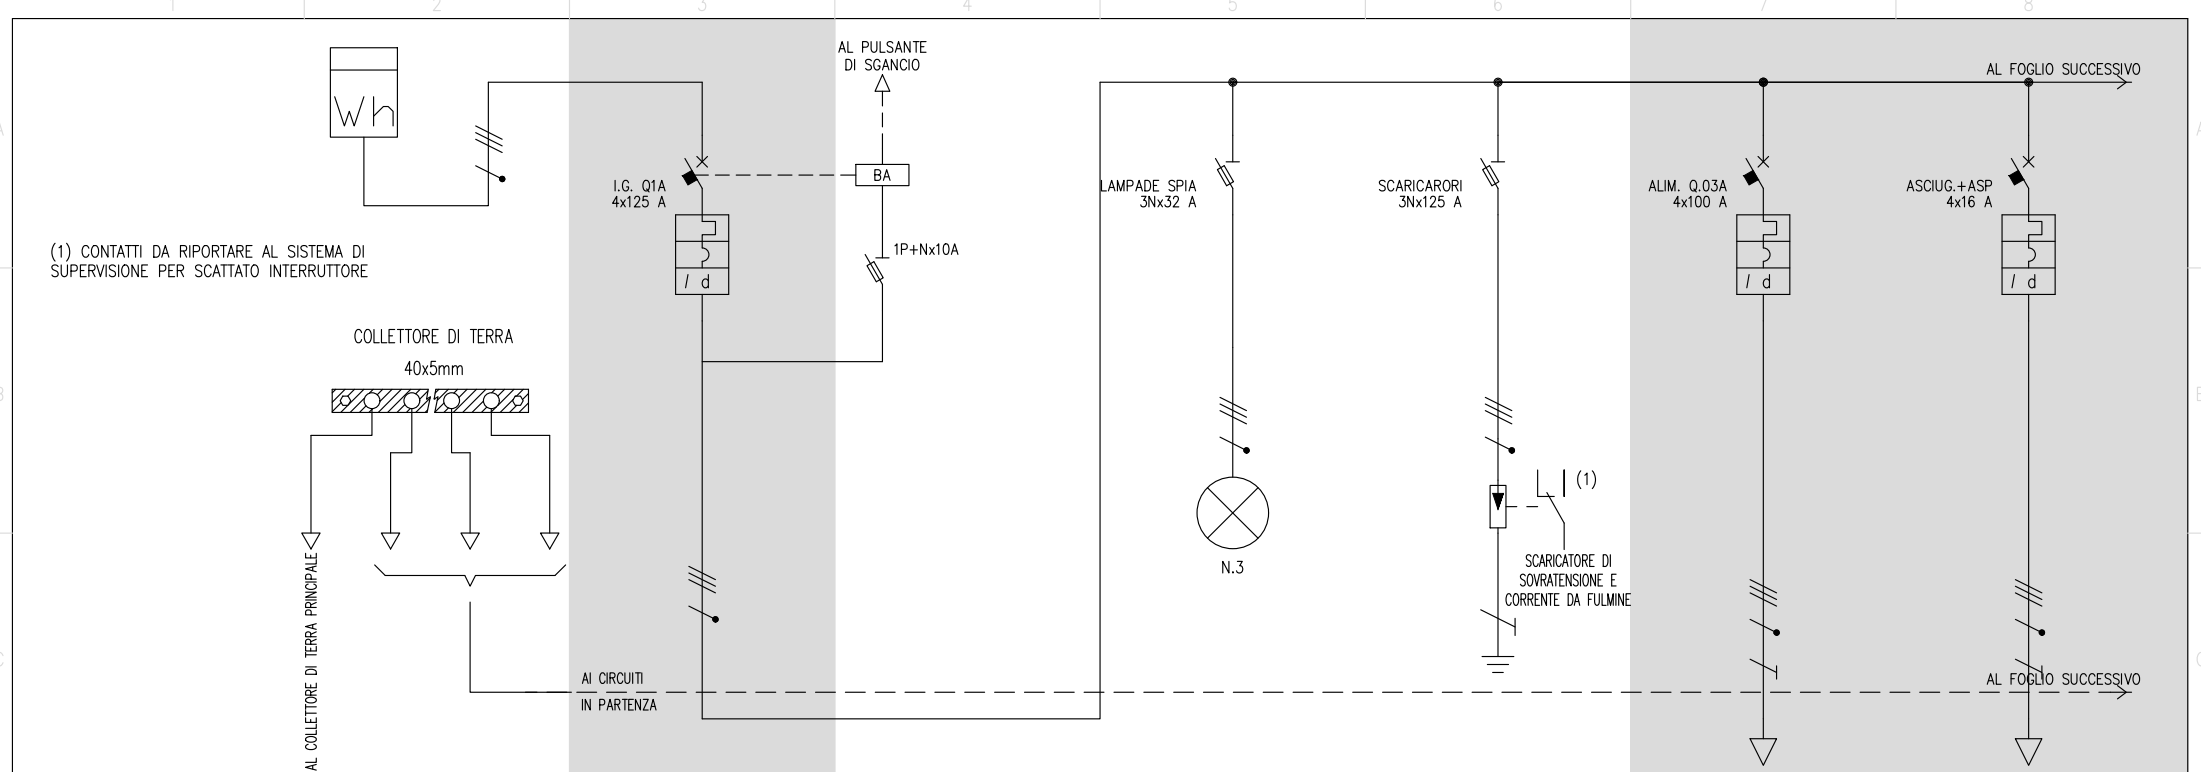 1 2 3 4 5 6 7 8
AL PULSANTE
DI SGANCIO
AL FOGLIO SUCCESSIVO
Wh
A
A
BA
I.G. Q1A
4x125 A
LAMPADE SPIA
3Nx32 A
SCARICARORI
3Nx125 A
ALIM. Q.03A
4x100 A
ASCIUG.+ASP
4x16 A
(1) CONTATTI DA RIPORTARE AL SISTEMA DI
SUPERVISIONE PER SCATTATO INTERRUTTORE
1P+Nx10A
I d
I d
I d
COLLETTORE DI TERRA
40x5mm
(1)
SCARICATORE DI
SOVRATENSIONE E
CORRENTE DA FULMINE
N.3
AL COLLETTORE DI TERRA PRINCIPALE
AI CIRCUITI
IN PARTENZA
AL FOGLIO SUCCESSIVO